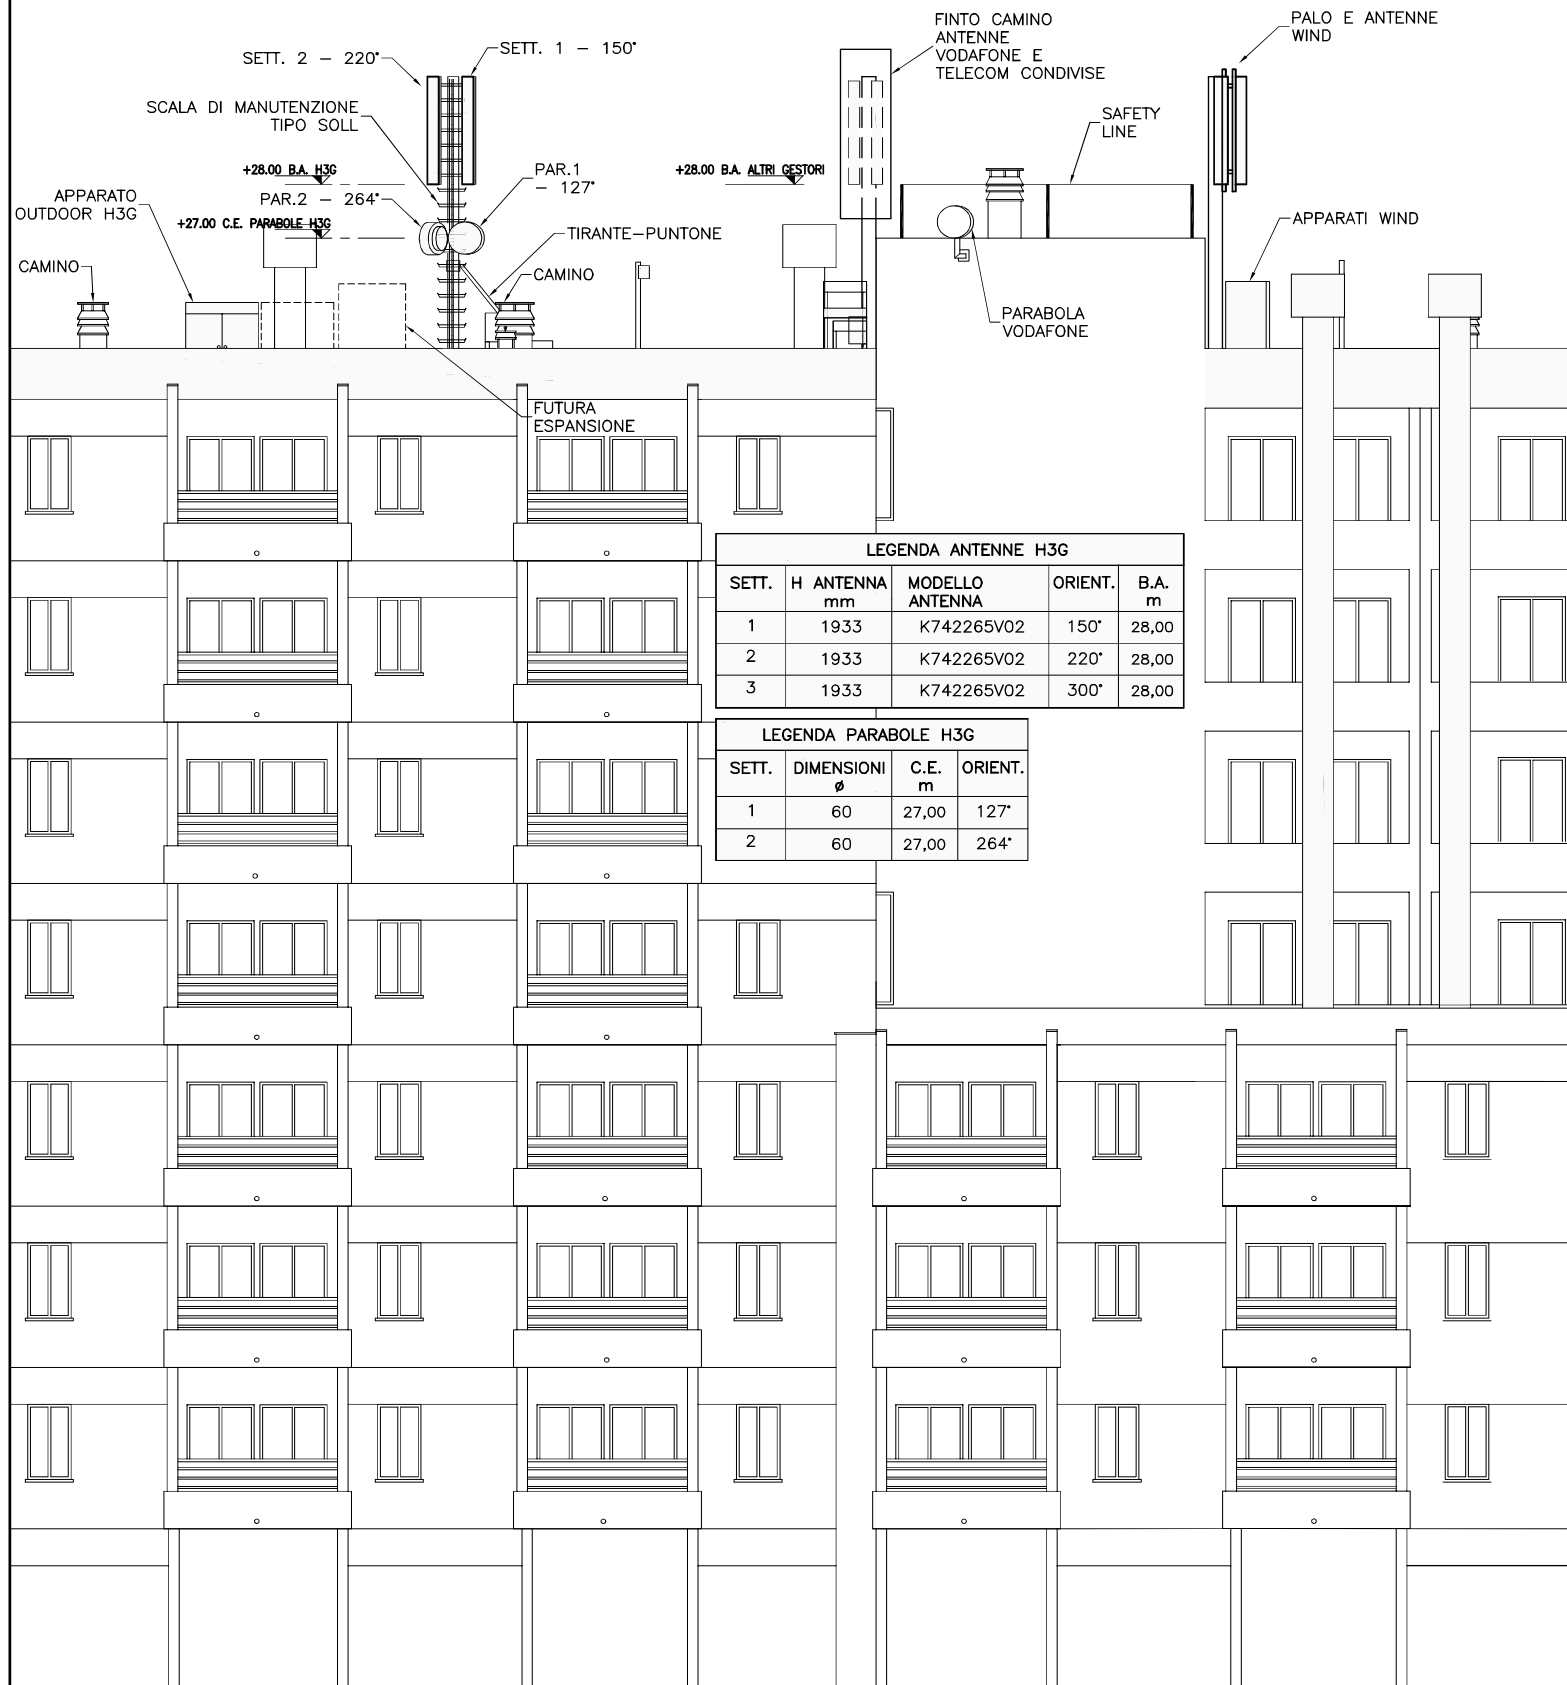 FINTO CAMINO
ANTENNE
VODAFONE E
TELECOM CONDIVISE
PALO E ANTENNE
WIND
SETT. 2 – 220°
SETT. 1 – 150°
SCALA DI MANUTENZIONE
TIPO SOLL
SAFETY
LINE
+28.00 B.A. H3G
PAR.1
– 127°
+28.00 B.A. ALTRI GESTORI
APPARATO
OUTDOOR H3G
PAR.2 – 264°
+27.00 C.E. PARABOLE H3G
TIRANTE–PUNTONE
APPARATI WIND
CAMINO
CAMINO
PARABOLA
VODAFONE
FUTURA
ESPANSIONE
LEGENDA ANTENNE H3G
SETT. H ANTENNA MODELLO ORIENT. B.A.
mm ANTENNA m
1 1933 K742265V02 150° 28,00
2 1933 K742265V02 220° 28,00
3 1933 K742265V02 300° 28,00
LEGENDA PARABOLE H3G
SETT. DIMENSIONI C.E. ORIENT.
ø m
1 60 27,00 127°
2 60 27,00 264°